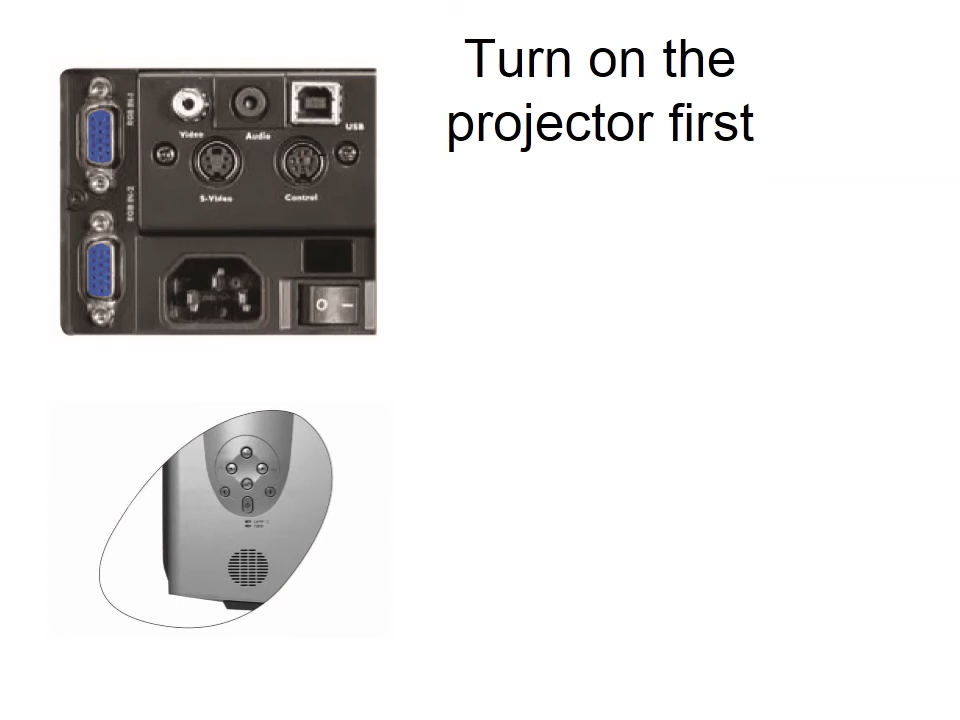 Turn on the
projector first
RGB IN-1
Video
Audio
USB
S-Video
Control
RGB IN-2
O